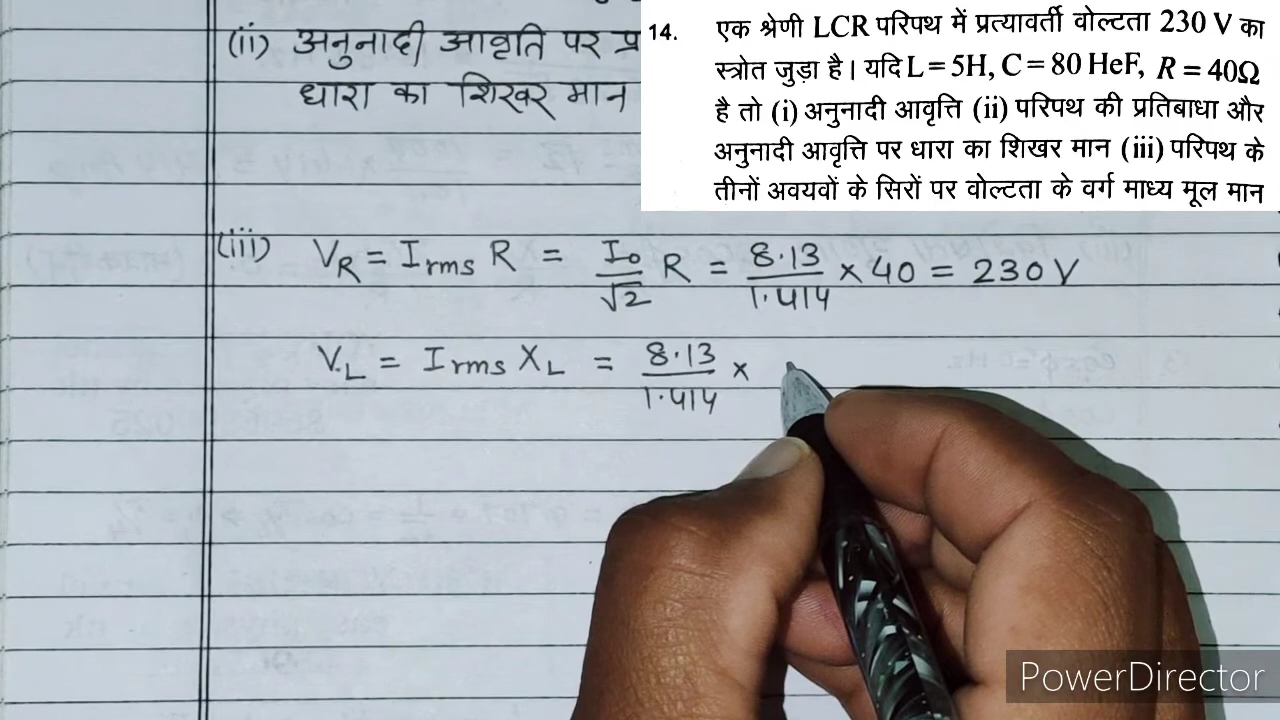 (ii) अनुनादी आवृति पर प्र
धारा का शिखर मान
14. एक श्रेणी LCR परिपथ में प्रत्यावर्ती वोल्टता 230 V का
स्त्रोत जुड़ा है। यदि L = 5H, C = 80 HeF, R = 40Ω
है तो (i) अनुनादी आवृत्ति (ii) परिपथ की प्रतिबाधा और
अनुनादी आवृत्ति पर धारा का शिखर मान (iii) परिपथ के
तीनों अवयवों के सिरों पर वोल्टता के वर्ग माध्य मूल मान
(iii) V_R = I_rms R = I_0/√2 R = 8.13/1.414 × 40 = 230 V
V_L = I_rms X_L = 8.13/1.414 ×
PowerDirector